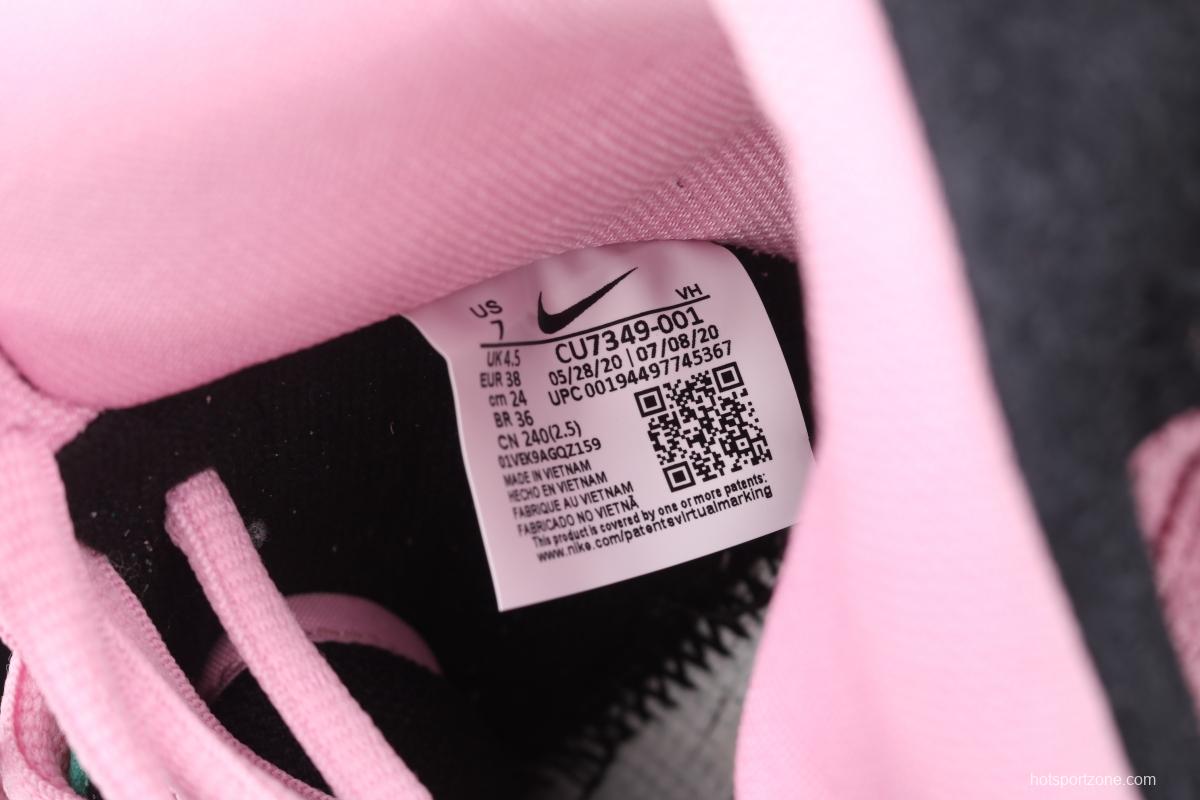 US
7
VH
CU7349-001
UK 4.5
05/28/20 | 07/08/20
EUR 38
UPC 00194497745367
cm 24
BR 36
CN 240(2.5)
01VEK9AGQZ159
MADE IN VIETNAM
HECHO EN VIETNAM
FABRIQUE AU VIETNAM
FABRICADO NO VIETNÃ
This product is covered by one or more patents:
www.nike.com/patentsvirtualmarking
hotsportzone.com